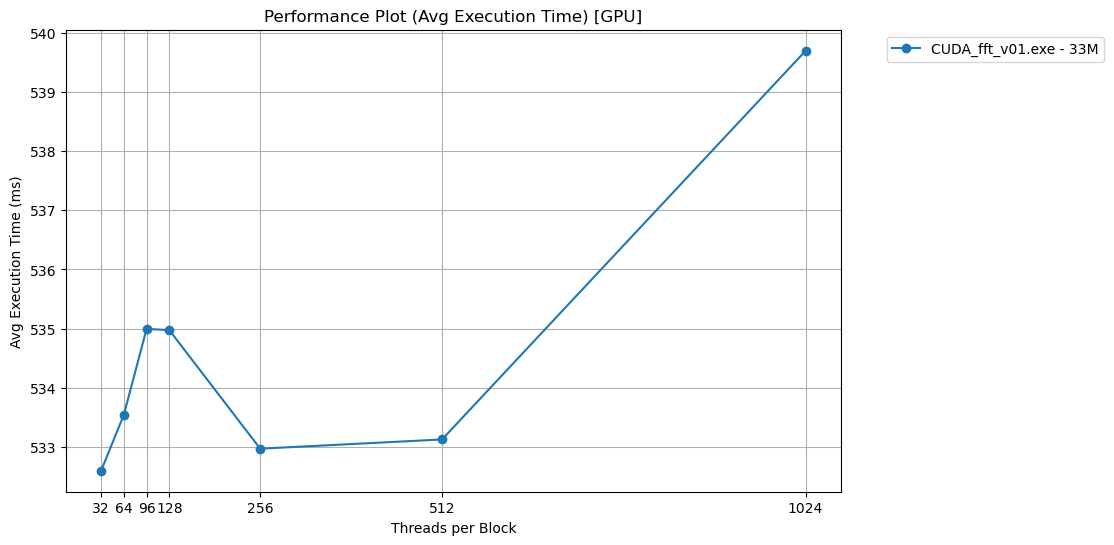 Performance Plot (Avg Execution Time) [GPU]
CUDA_fft_v01.exe - 33M
Avg Execution Time (ms)
540
539
538
537
536
535
534
533
32 64 96 128 256 512 1024
Threads per Block